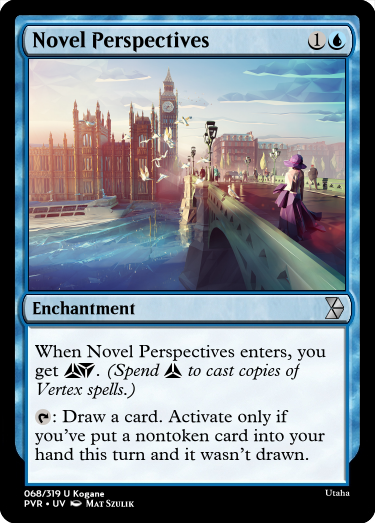 Novel Perspectives 1
Enchantment
When Novel Perspectives enters, you
get . (Spend to cast copies of
Vertex spells.)
: Draw a card. Activate only if
you've put a nontoken card into your
hand this turn and it wasn't drawn.
068/319 U Kogane
PVR • UV Mat Szulik
Utaha